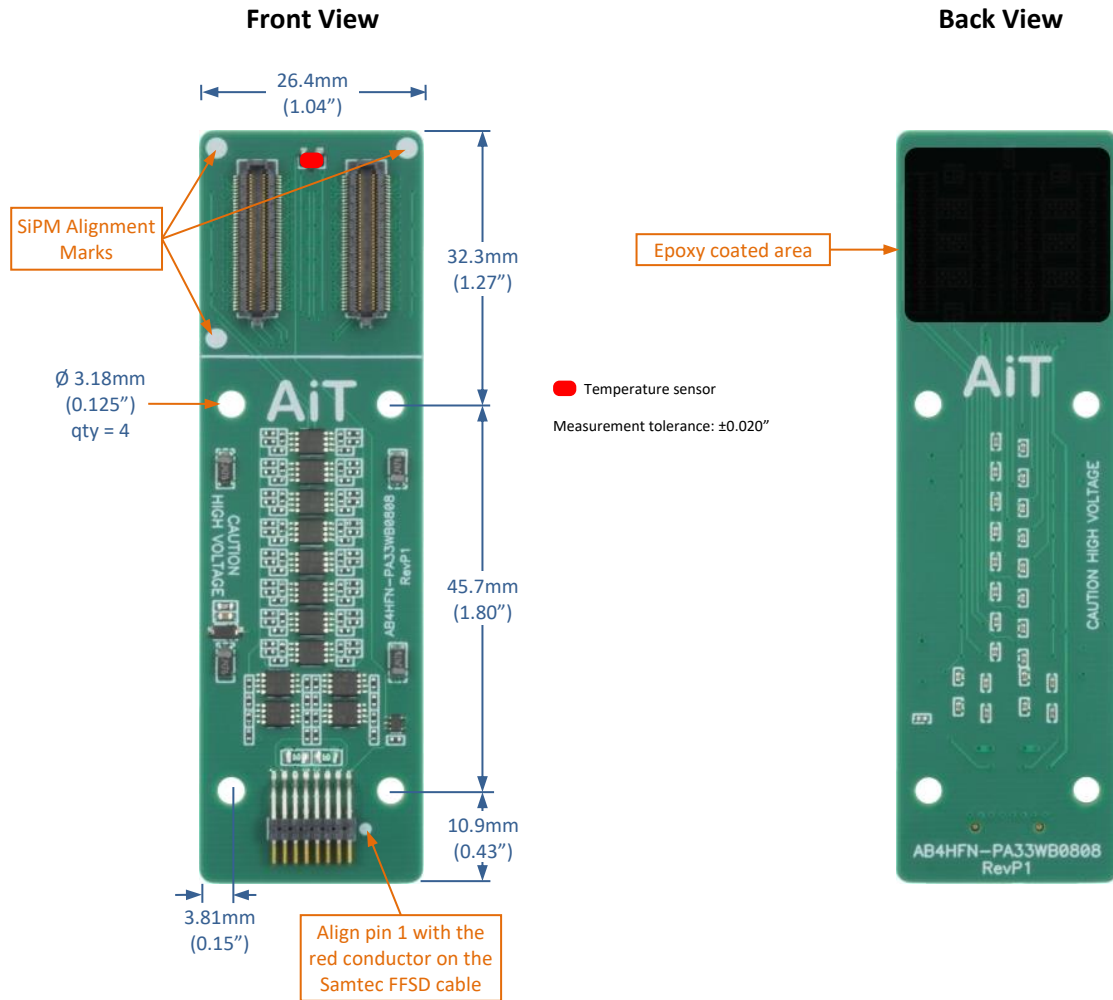 Front View
Back View
26.4mm
(1.04”)
SiPM Alignment
Marks
32.3mm
(1.27”)
Epoxy coated area
Ø 3.18mm
(0.125”)
qty = 4
AiT
AiT
Temperature sensor
Measurement tolerance: ±0.020”
CAUTION
HIGH VOLTAGE
AB4HFN-PA33WB0808
RevP1
45.7mm
(1.80”)
CAUTION HIGH VOLTAGE
10.9mm
(0.43”)
AB4HFN-PA33WB0808
RevP1
3.81mm
(0.15”)
Align pin 1 with the
red conductor on the
Samtec FFSD cable